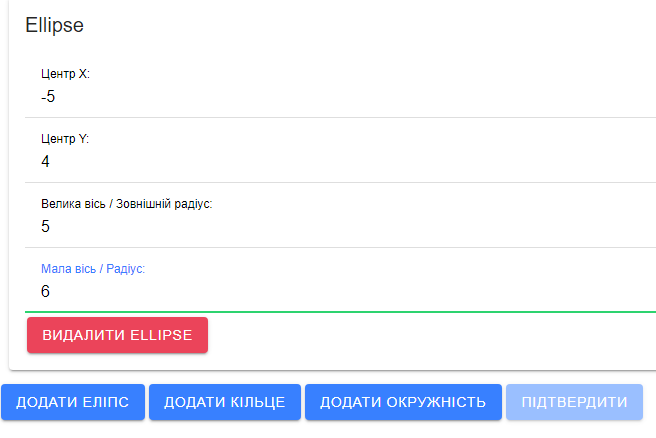 Ellipse
Центр X:
-5
Центр Y:
4
Велика вісь / Зовнішній радіус:
5
Мала вісь / Радіус:
6
ВИДАЛИТИ ELLIPSE
ДОДАТИ ЕЛІПС ДОДАТИ КІЛЬЦЕ ДОДАТИ ОКРУЖНІСТЬ ПІДТВЕРДИТИ